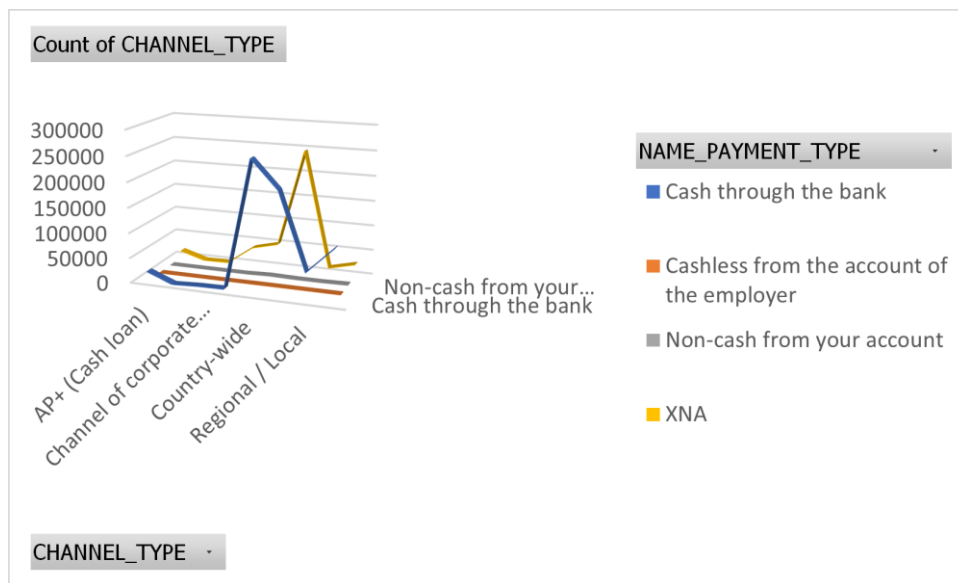 Count of CHANNEL_TYPE
300000
250000
200000
150000
100000
50000
0
Non-cash from your...
Cash through the bank
AP+ (Cash loan)
Channel of corporate...
Country-wide
Regional / Local
NAME_PAYMENT_TYPE
Cash through the bank
Cashless from the account of
the employer
Non-cash from your account
XNA
CHANNEL_TYPE